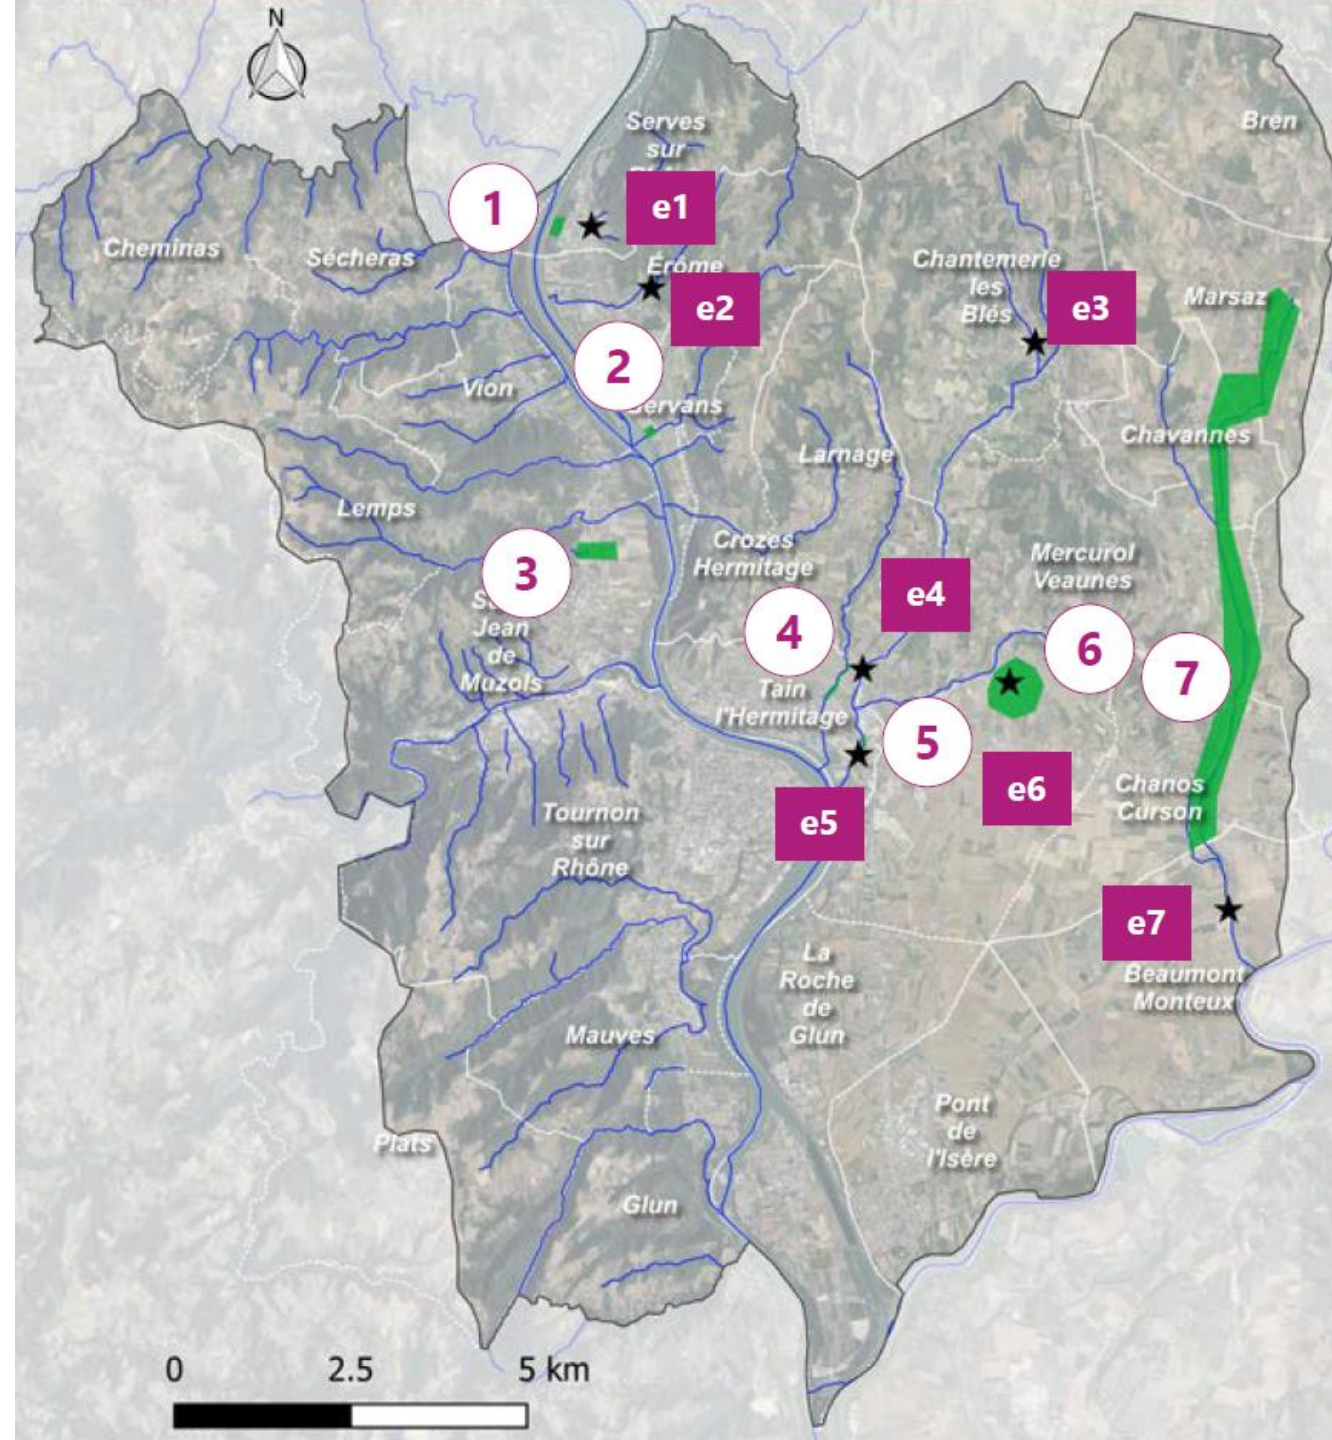 N
Serves
sur
Bren
1
e1
Cheminas
Sécheras
Érôme
Chantemerle
les
Blés
e2
e3
Marsaz
2
Vion
Servans
Chavannes
Larnage
Lemps
Crozes
Hermitage
Mercurol
Veaunes
3
e4
Jean
de
Muzols
4
6
7
Tain
l'Hermitage
5
e6
Chanos
Curson
e5
Tournon
sur
Rhône
e7
La
Roche
de
Glun
Beaumont
Monteux
Mauves
Plats
Pont
de
l'Isère
Glun
0 2.5 5 km